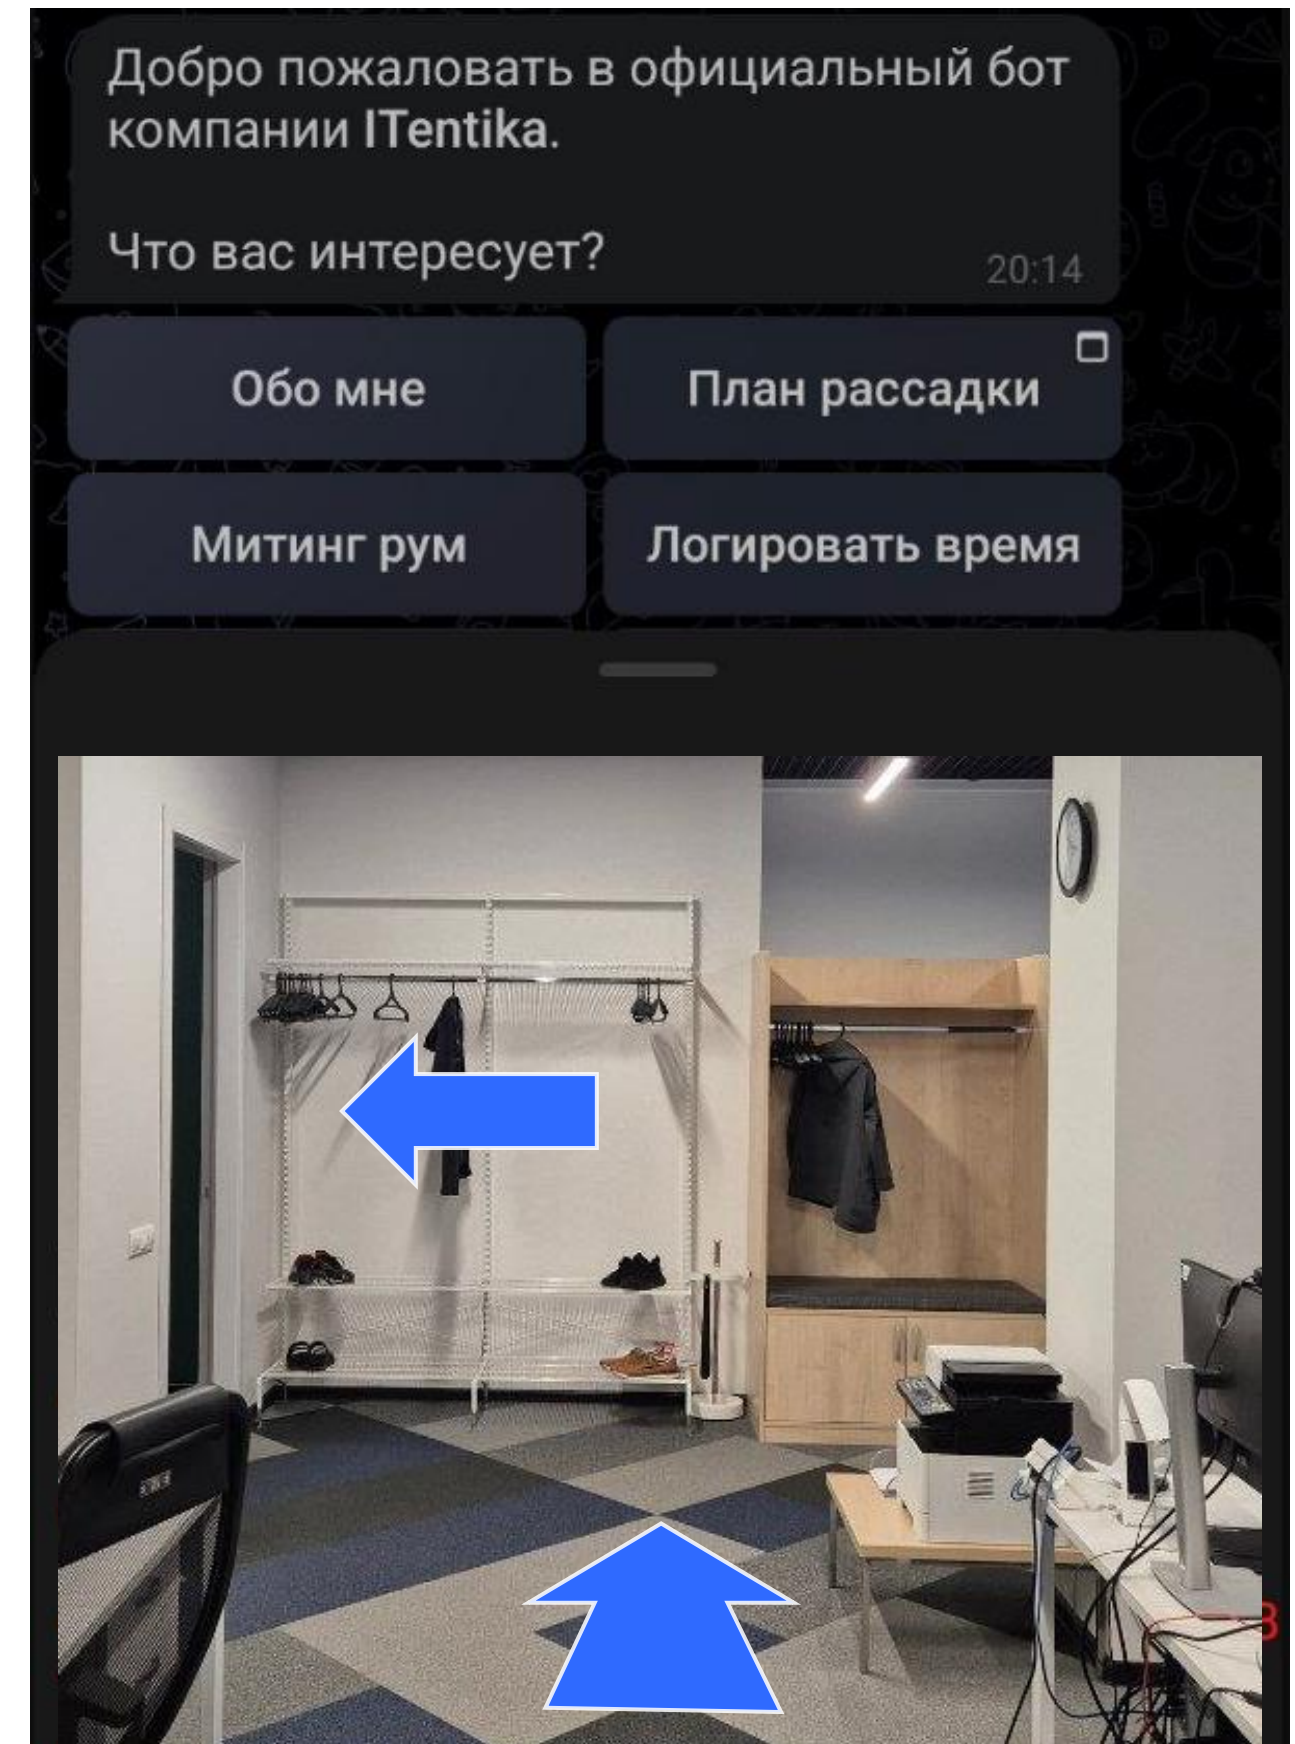 Добро пожаловать в официальный бот
компании ITentika.
Что вас интересует?
20:14
Обо мне
План рассадки
Митинг рум
Логировать время